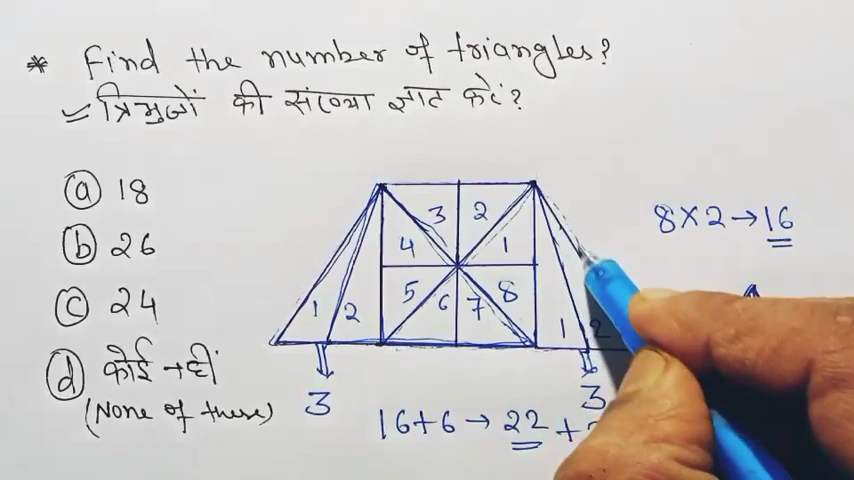 * Find the number of triangles?
त्रिभुजों की संख्या ज्ञात करें?
(a) 18
(b) 26
(c) 24
(d) कोई नहीं
(None of these)
3 2
4 1
5 6 7 8
1 2
1 2
3
3
8×2→16
16+6→22+